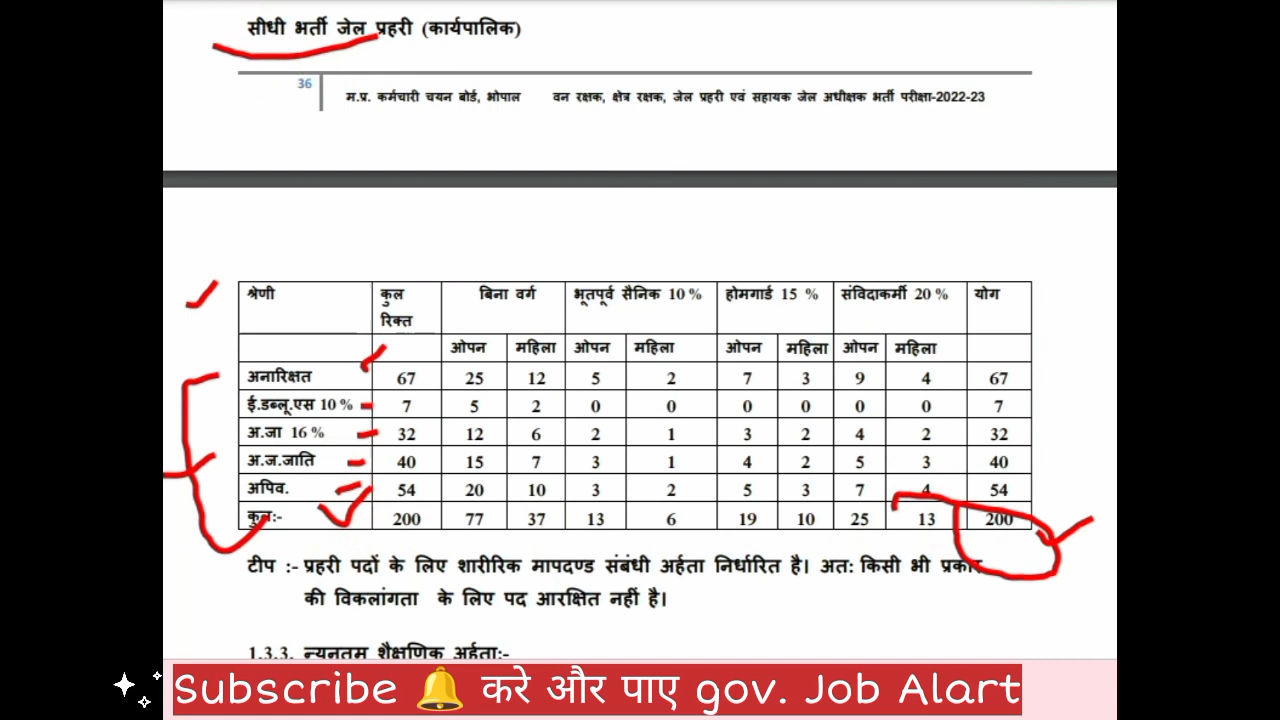 सीधी भर्ती जेल प्रहरी (कार्यपालिक)
36
म.प्र. कर्मचारी चयन बोर्ड, भोपाल वन रक्षक, क्षेत्र रक्षक, जेल प्रहरी एवं सहायक जेल अधीक्षक भर्ती परीक्षा-2022-23
श्रेणी कुल रिक्त बिना वर्ग भूतपूर्व सैनिक 10 % होमगार्ड 15 % संविदाकर्मी 20 % योग
ओपन महिला ओपन महिला ओपन महिला ओपन महिला
अनारिक्षत 67 25 12 5 2 7 3 9 4 67
ई.डब्लू.एस 10 % 7 5 2 0 0 0 0 0 0 7
अ.जा 16 % 32 12 6 2 1 3 2 4 2 32
अ.ज.जाति 40 15 7 3 1 4 2 5 3 40
अपिव. 54 20 10 3 2 5 3 7 4 54
कुल:- 200 77 37 13 6 19 10 25 13 200
टीप :- प्रहरी पदों के लिए शारीरिक मापदण्ड संबंधी अर्हता निर्धारित है। अत: किसी भी प्रकार
की विकलांगता के लिए पद आरक्षित नहीं है।
1.3.3. न्यूनतम शैक्षणिक अर्हता:-
Subscribe 🔔 करे और पाए gov. Job Alart